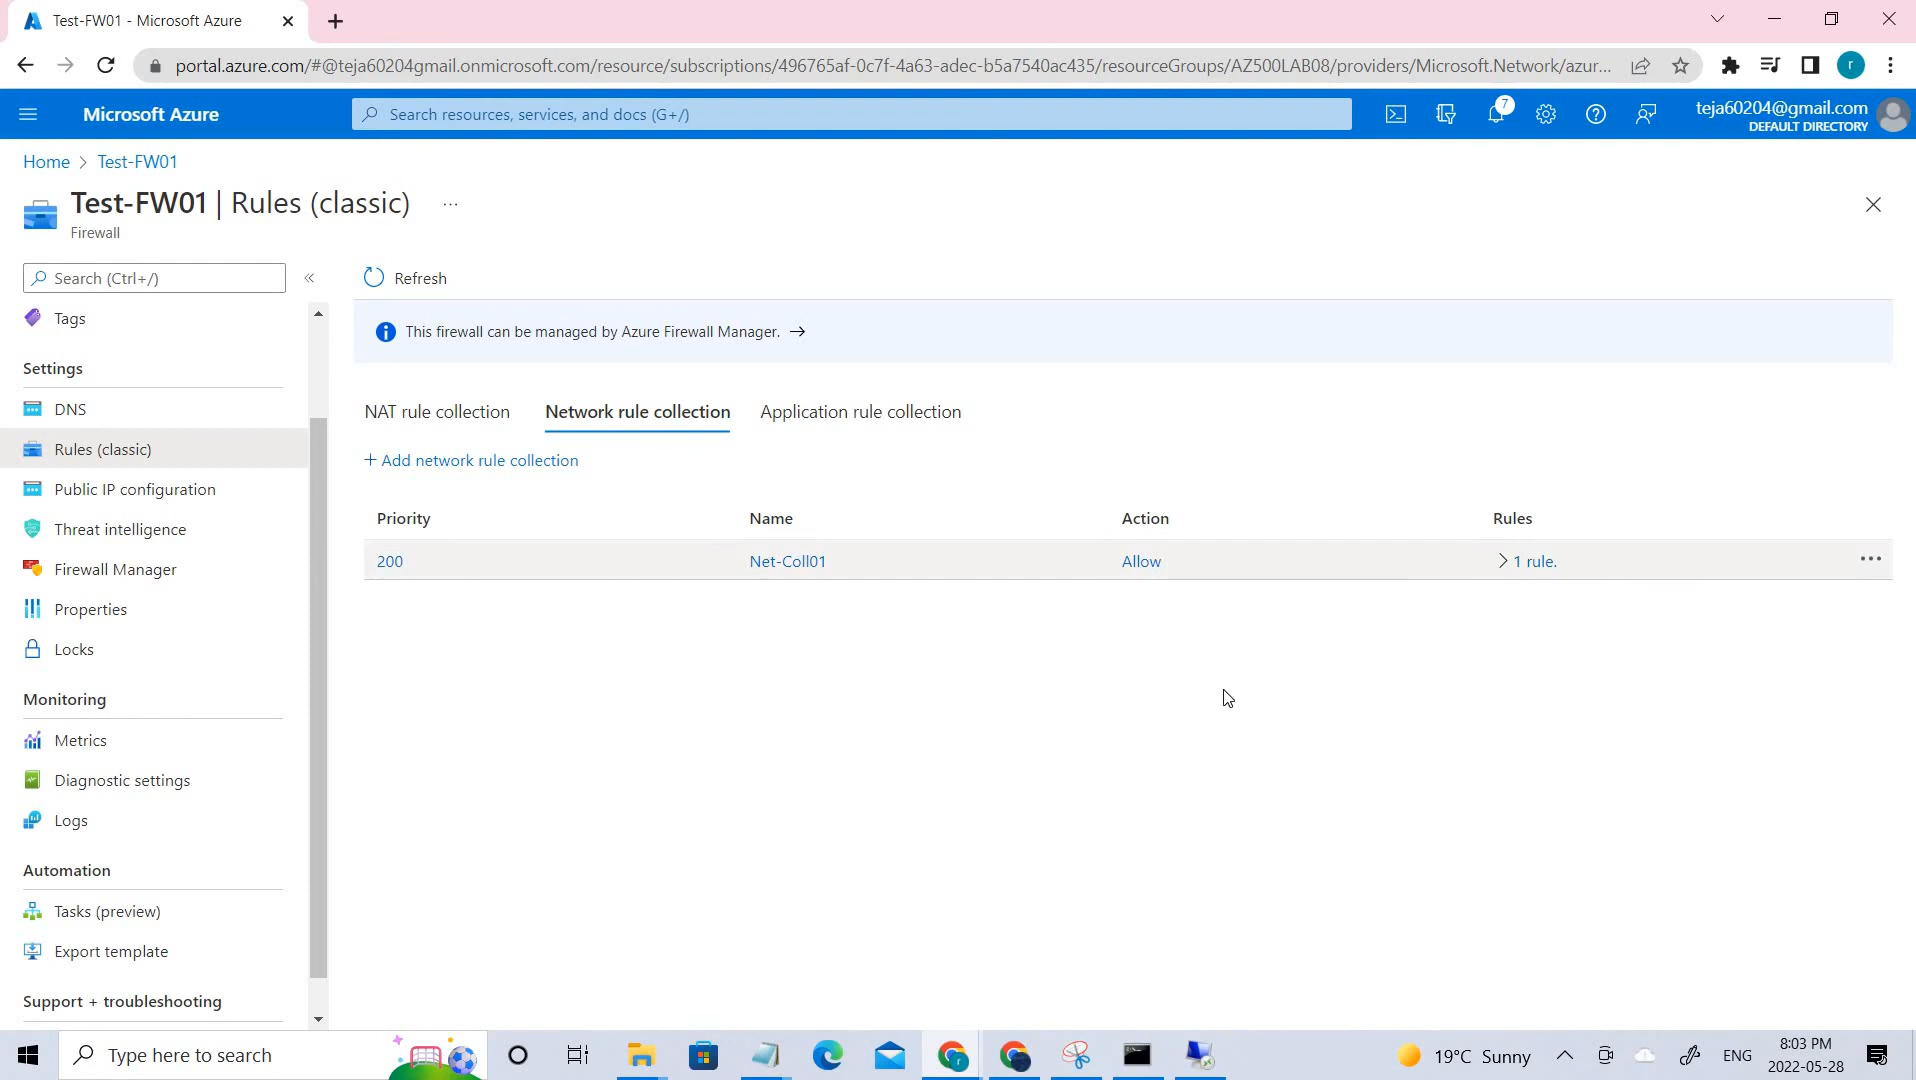 Test-FW01 - Microsoft Azure
portal.azure.com/#@teja60204gmail.onmicrosoft.com/resource/subscriptions/496765af-0c7f-4a63-adec-b5a7540ac435/resourceGroups/AZ500LAB08/providers/Microsoft.Network/azur...
r
Microsoft Azure
Search resources, services, and docs (G+/)
7
teja60204@gmail.com
DEFAULT DIRECTORY
Home > Test-FW01
Test-FW01 | Rules (classic) ...
Firewall
Search (Ctrl+/)
«
Refresh
Tags
This firewall can be managed by Azure Firewall Manager. →
Settings
DNS
Rules (classic)
Public IP configuration
Threat intelligence
Firewall Manager
Properties
Locks
Monitoring
Metrics
Diagnostic settings
Logs
Automation
Tasks (preview)
Export template
Support + troubleshooting
NAT rule collection Network rule collection Application rule collection
+ Add network rule collection
Priority Name Action Rules
200 Net-Coll01 Allow > 1 rule. ...
Type here to search
19°C Sunny
ENG
8:03 PM
2022-05-28